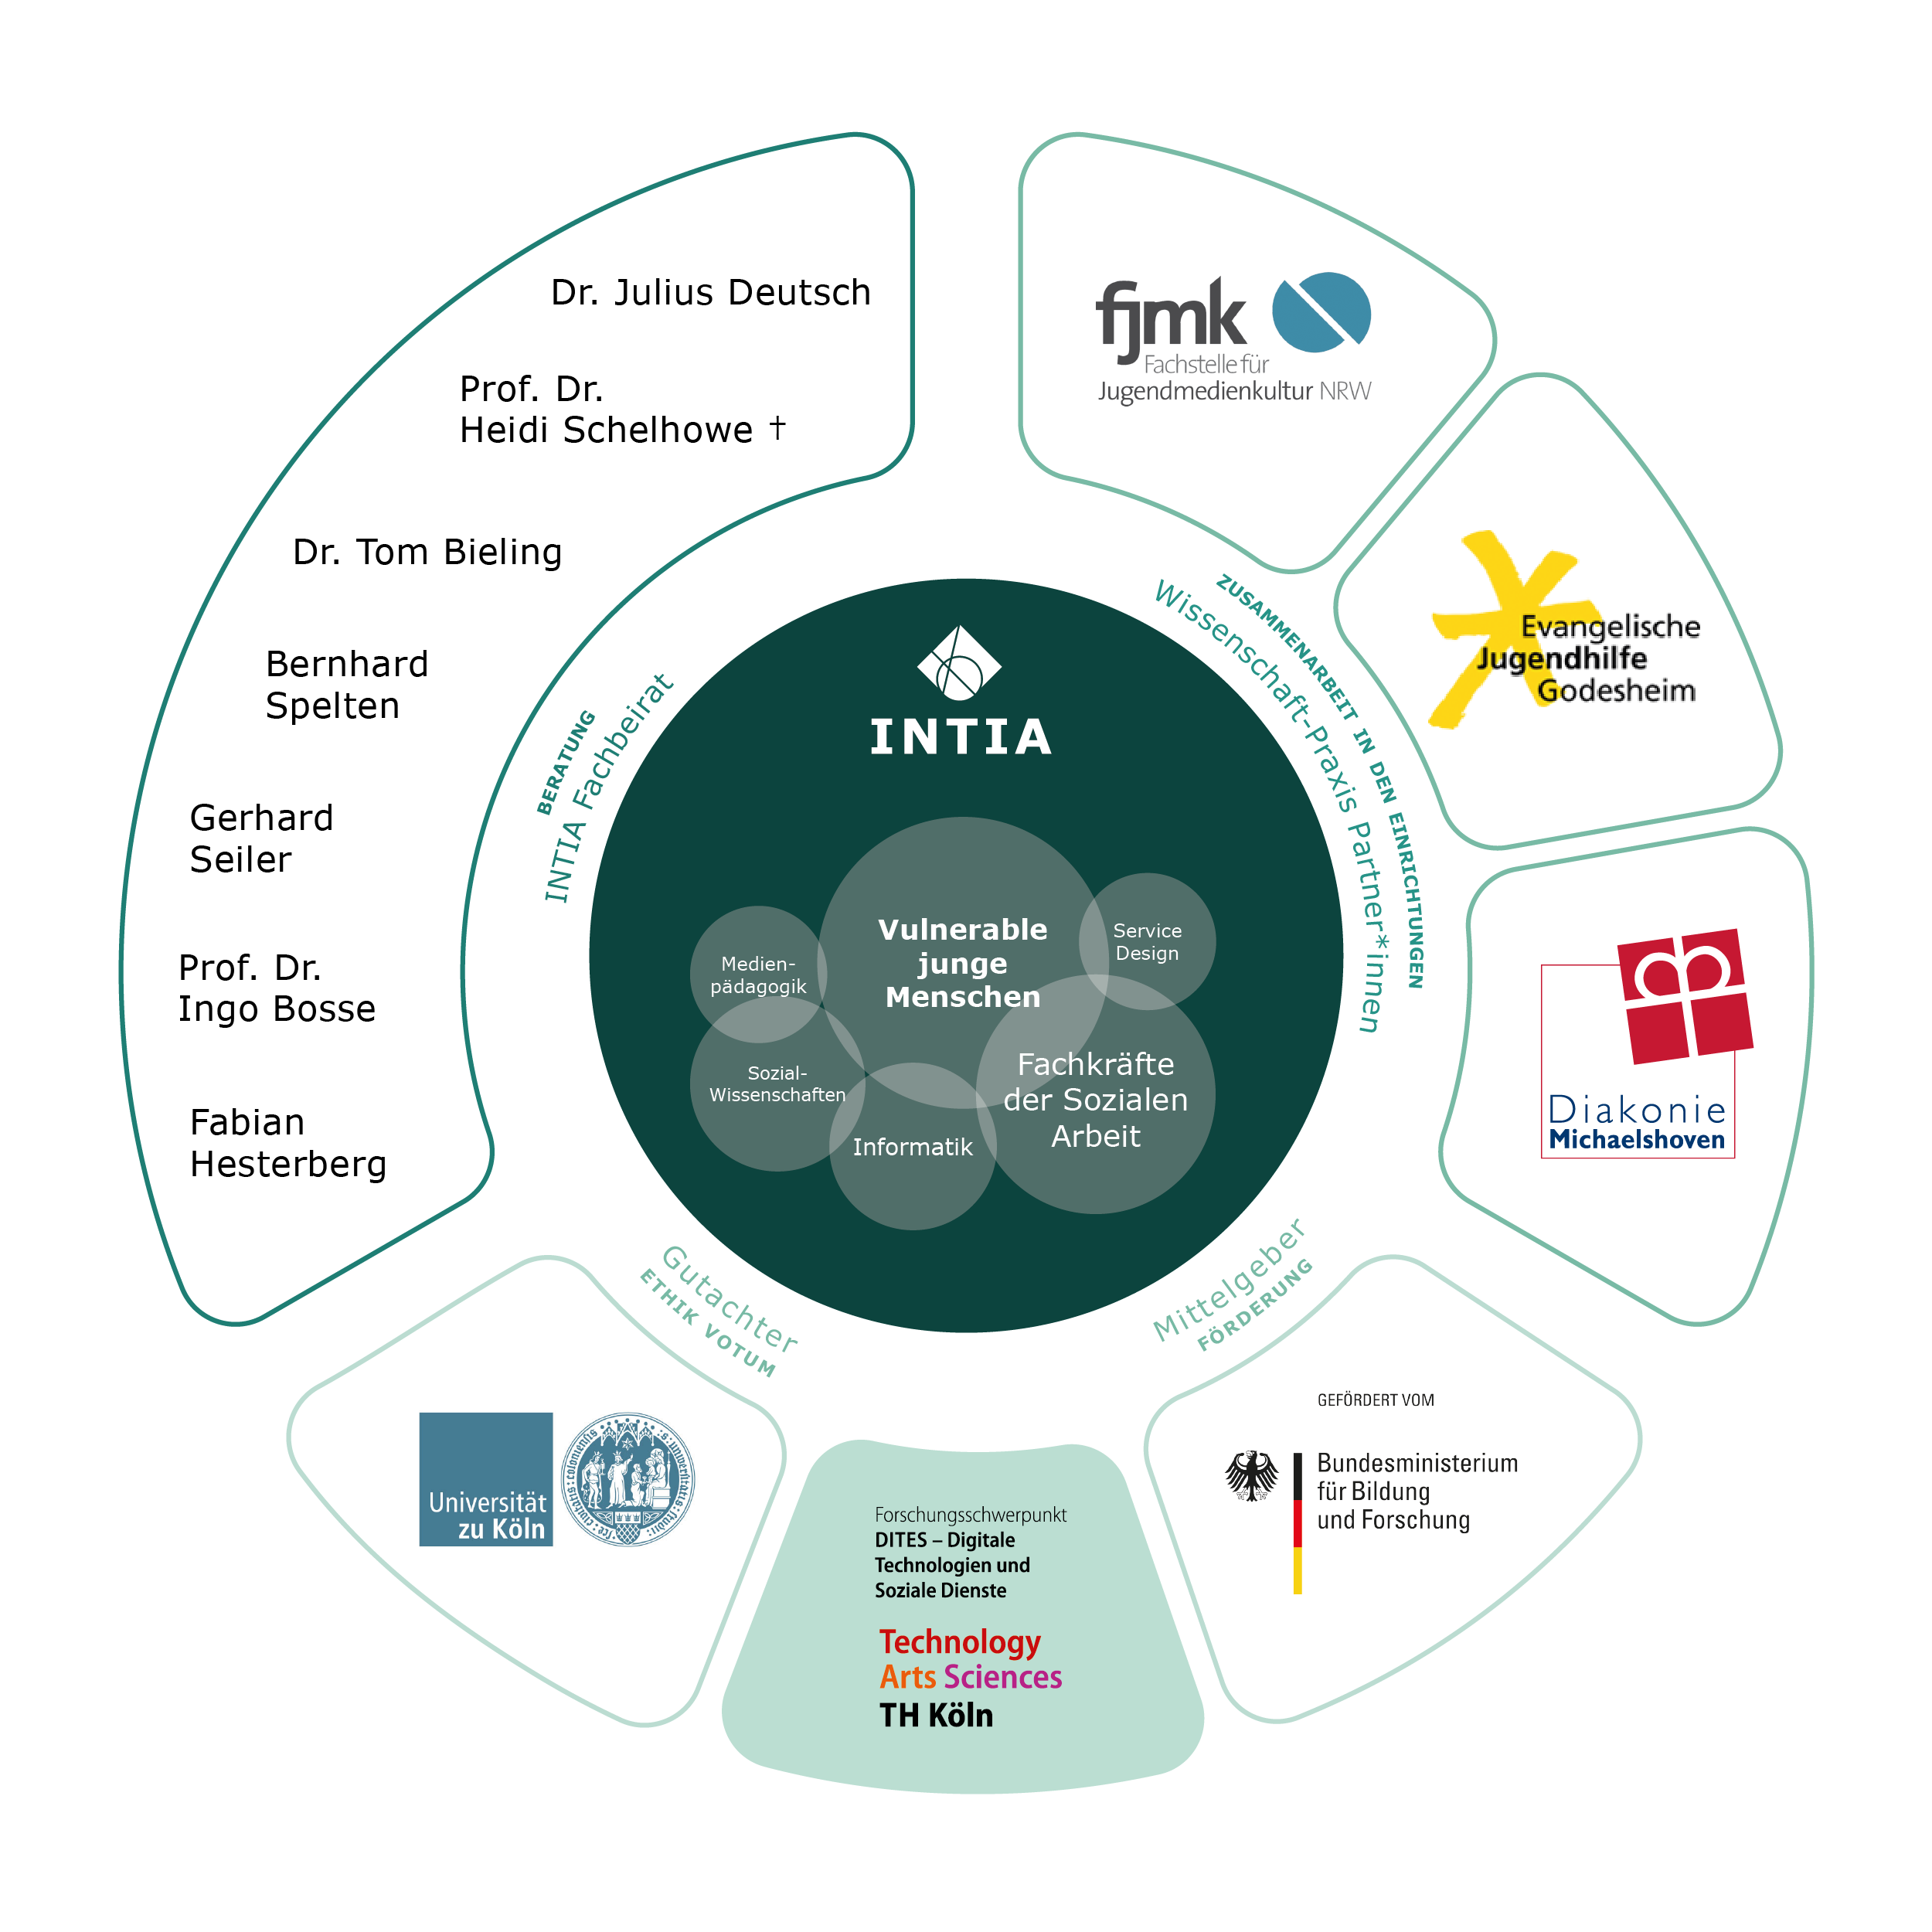 Dr. Julius Deutsch
Prof. Dr.
Heidi Schelhowe †
Dr. Tom Bieling
Bernhard
Spelten
Gerhard
Seiler
Prof. Dr.
Ingo Bosse
Fabian
Hesterberg
BERATUNG
INTIA Fachbeirat
fjmk
Fachstelle für
Jugendmedienkultur NRW
Evangelische
Jugendhilfe
Godesheim
Diakonie
Michaelshoven
ZUSAMMENARBEIT IN DEN EINRICHTUNGEN
Wissenschaft-Praxis Partner*innen
INTIA
Vulnerable
junge
Menschen
Service
Design
Medien-
pädagogik
Sozial-
Wissenschaften
Informatik
Fachkräfte
der Sozialen
Arbeit
Gutachter
ETHIK VOTUM
Universität
zu Köln
Mittelgeber
FÖRDERUNG
GEFÖRDERT VOM
Bundesministerium
für Bildung
und Forschung
Forschungsschwerpunkt
DITES – Digitale
Technologien und
Soziale Dienste
Technology
Arts Sciences
TH Köln